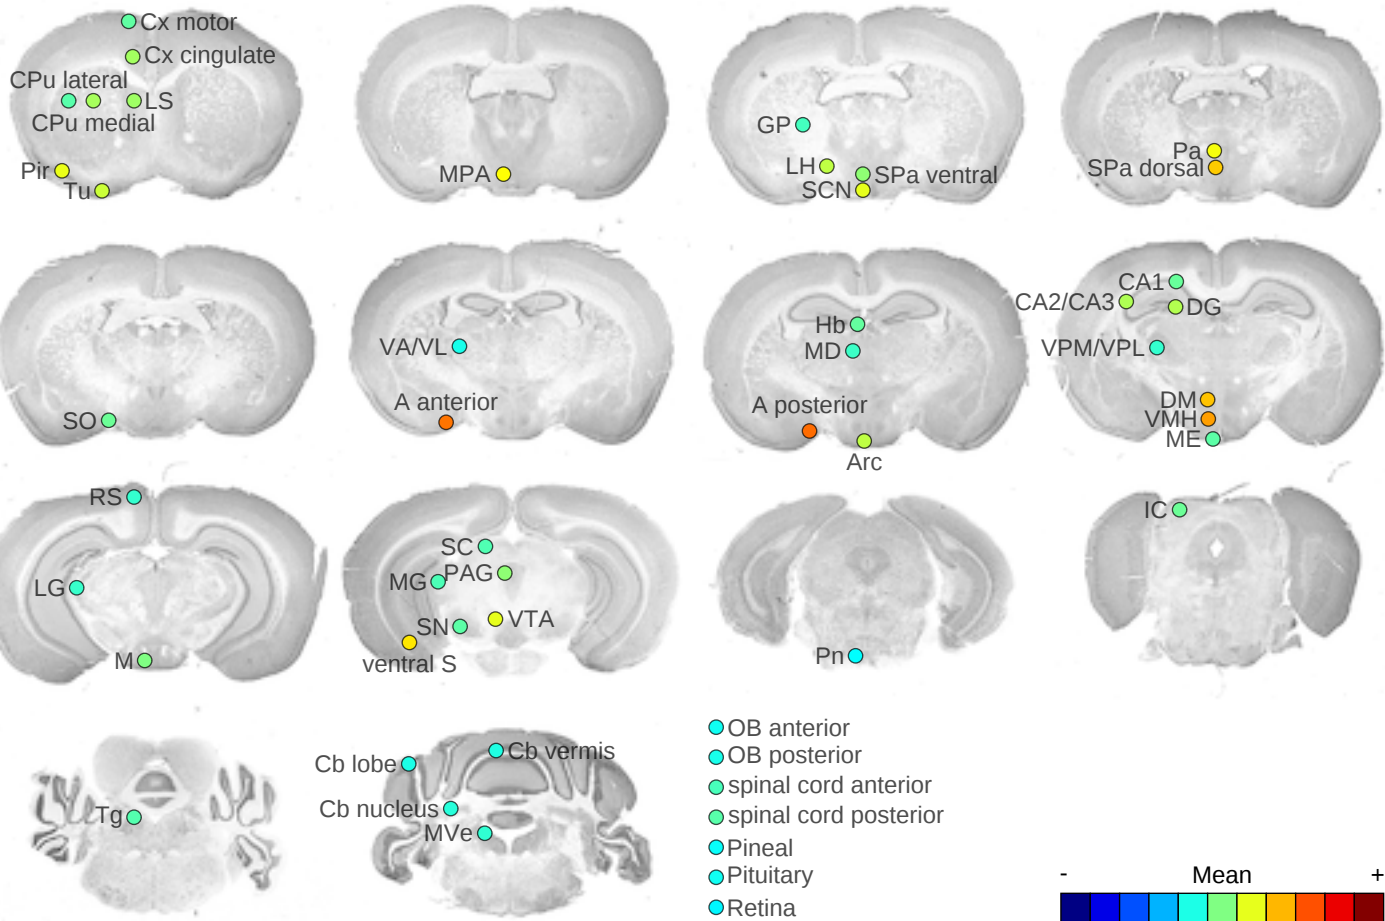 Cx motor
Cx cingulate
CPu lateral
LS
CPu medial
Pir
Tu
MPA
GP
LH
SPa ventral
SCN
Pa
SPa dorsal
SO
VA/VL
A anterior
Hb
MD
A posterior
Arc
CA1
CA2/CA3
DG
VPM/VPL
DM
VMH
ME
RS
LG
M
SC
MG
PAG
SN
VTA
ventral S
Pn
IC
Tg
Cb lobe
Cb vermis
Cb nucleus
MVe
OB anterior
OB posterior
spinal cord anterior
spinal cord posterior
Pineal
Pituitary
Retina
- Mean +